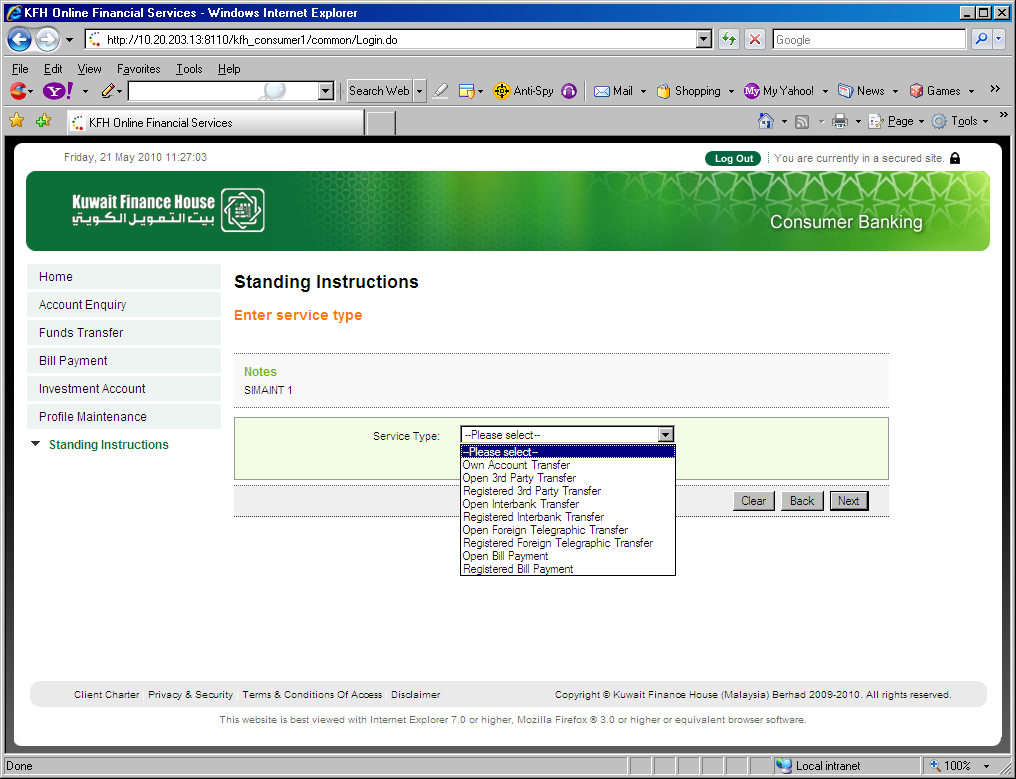 KFH Online Financial Services - Windows Internet Explorer
http://10.20.203.13:8110/kfh_consumer1/common/Login.do
Google
File Edit View Favorites Tools Help
Y! Search Web Anti-Spy Mail Shopping My Yahoo! News Games
KFH Online Financial Services Page Tools
Friday, 21 May 2010 11:27:03 Log Out You are currently in a secured site.
Kuwait Finance House
بيت التمويل الكويتي
Consumer Banking
Home
Account Enquiry
Funds Transfer
Bill Payment
Investment Account
Profile Maintenance
Standing Instructions
Standing Instructions
Enter service type
Notes
SIMAINT 1
Service Type: --Please select--
--Please select--
Own Account Transfer
Open 3rd Party Transfer
Registered 3rd Party Transfer
Open Interbank Transfer
Registered Interbank Transfer
Open Foreign Telegraphic Transfer
Registered Foreign Telegraphic Transfer
Open Bill Payment
Registered Bill Payment
Clear Back Next
Client Charter Privacy & Security Terms & Conditions Of Access Disclaimer Copyright © Kuwait Finance House (Malaysia) Berhad 2009-2010. All rights reserved.
This website is best viewed with Internet Explorer 7.0 or higher, Mozilla Firefox ® 3.0 or higher or equivalent browser software.
Done Local intranet 100%